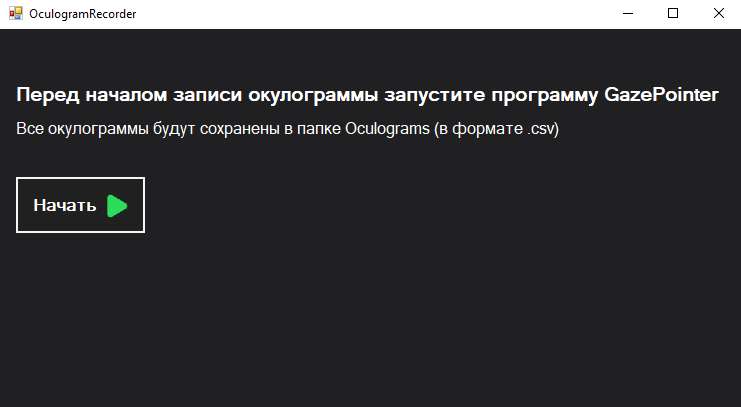 OculogramRecorder
Перед началом записи окулограммы запустите программу GazePointer
Все окулограммы будут сохранены в папке Oculograms (в формате .csv)
Начать